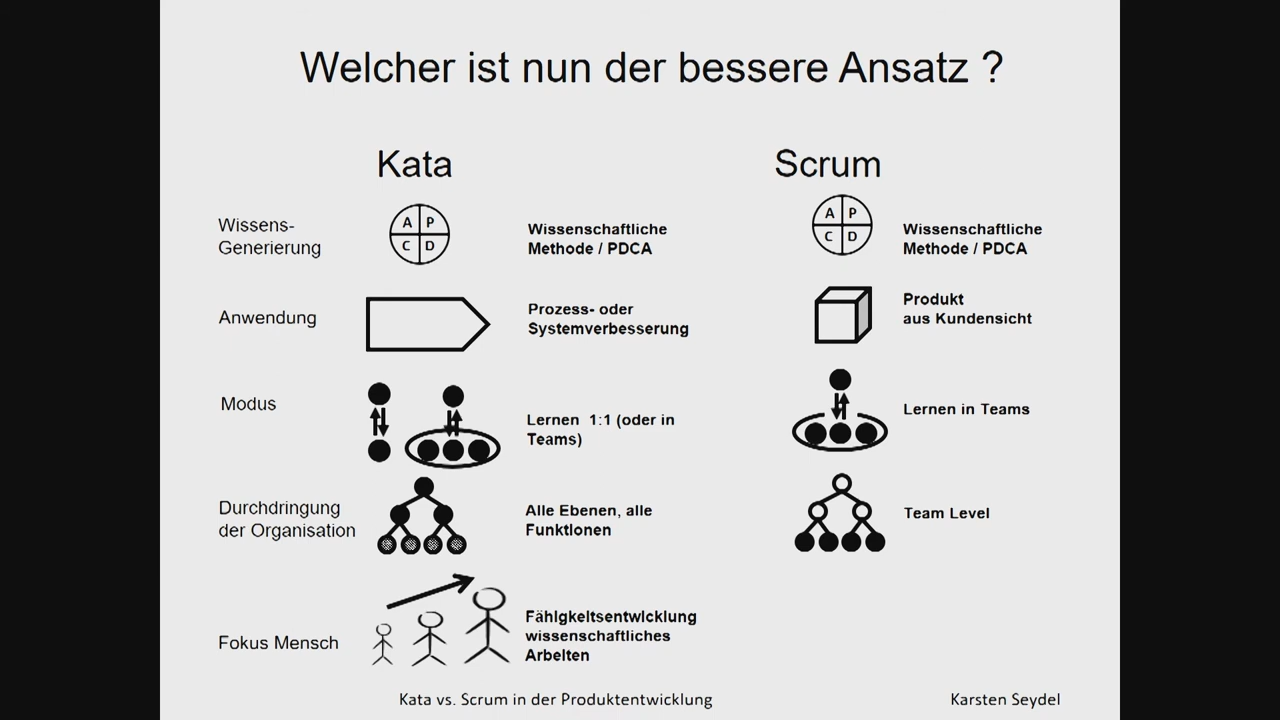 Welcher ist nun der bessere Ansatz ?
Kata
Scrum
Wissens-
Generierung
A P
C D
Wissenschaftliche
Methode / PDCA
A P
C D
Wissenschaftliche
Methode / PDCA
Anwendung
Prozess- oder
Systemverbesserung
Produkt
aus Kundensicht
Modus
Lernen 1:1 (oder in
Teams)
Lernen in Teams
Durchdringung
der Organisation
Alle Ebenen, alle
Funktionen
Team Level
Fokus Mensch
Fähigkeitsentwicklung
wissenschaftliches
Arbeiten
Kata vs. Scrum in der Produktentwicklung
Karsten Seydel